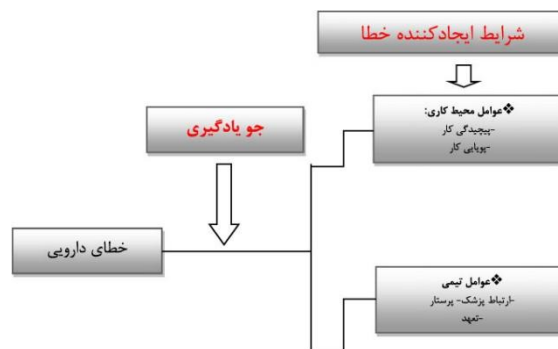 شرایط ایجادکننده خطا
❖عوامل محیط کاری:
-پیچیدگی کار
-پویایی کار
جو یادگیری
خطای دارویی
❖عوامل تیمی
-ارتباط پزشک- پرستار
-تعهد